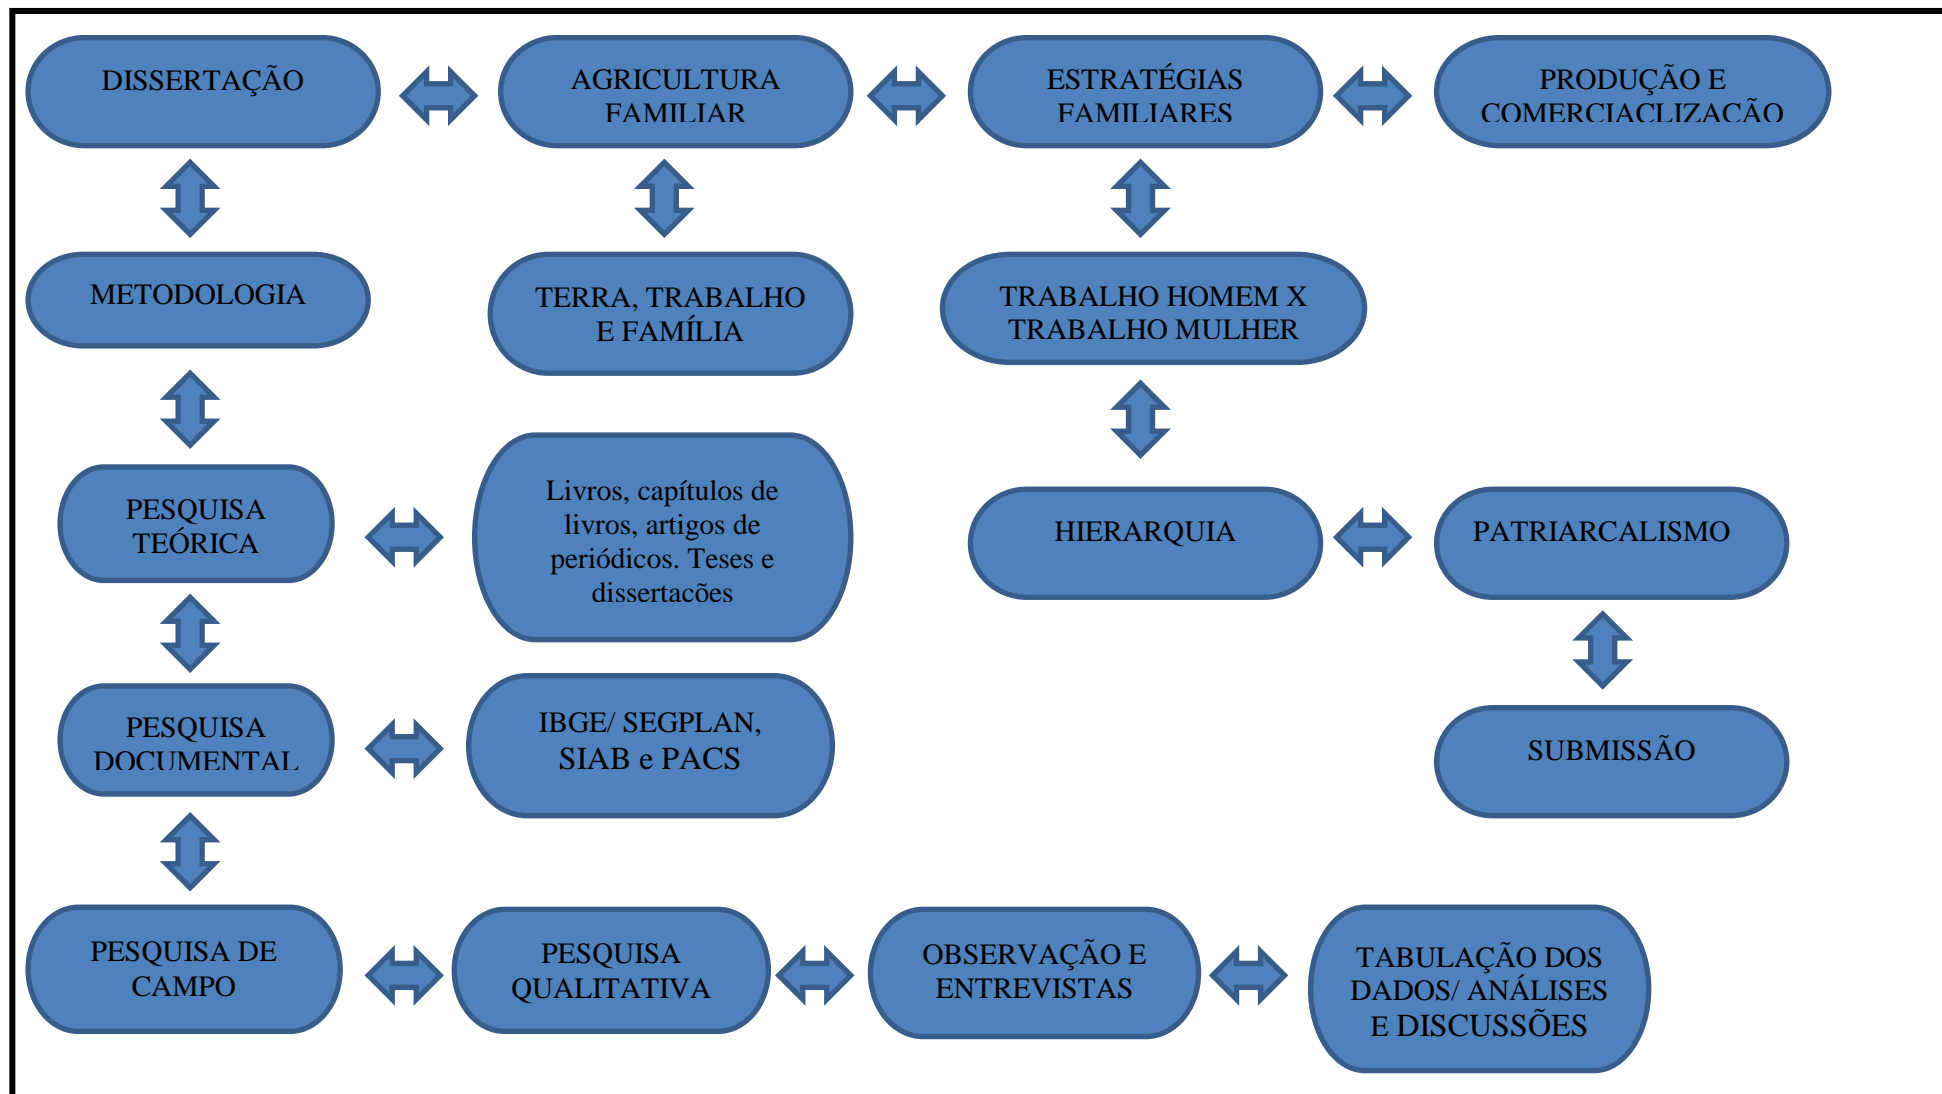 DISSERTAÇÃO
AGRICULTURA
FAMILIAR
ESTRATÉGIAS
FAMILIARES
PRODUÇÃO E
COMERCIACLIZAÇÃO
METODOLOGIA
TERRA, TRABALHO
E FAMÍLIA
TRABALHO HOMEM X
TRABALHO MULHER
PESQUISA
TEÓRICA
Livros, capítulos de
livros, artigos de
periódicos. Teses e
dissertações
HIERARQUIA
PATRIARCALISMO
PESQUISA
DOCUMENTAL
IBGE/ SEGPLAN,
SIAB e PACS
SUBMISSÃO
PESQUISA DE
CAMPO
PESQUISA
QUALITATIVA
OBSERVAÇÃO E
ENTREVISTAS
TABULAÇÃO DOS
DADOS/ ANÁLISES
E DISCUSSÕES